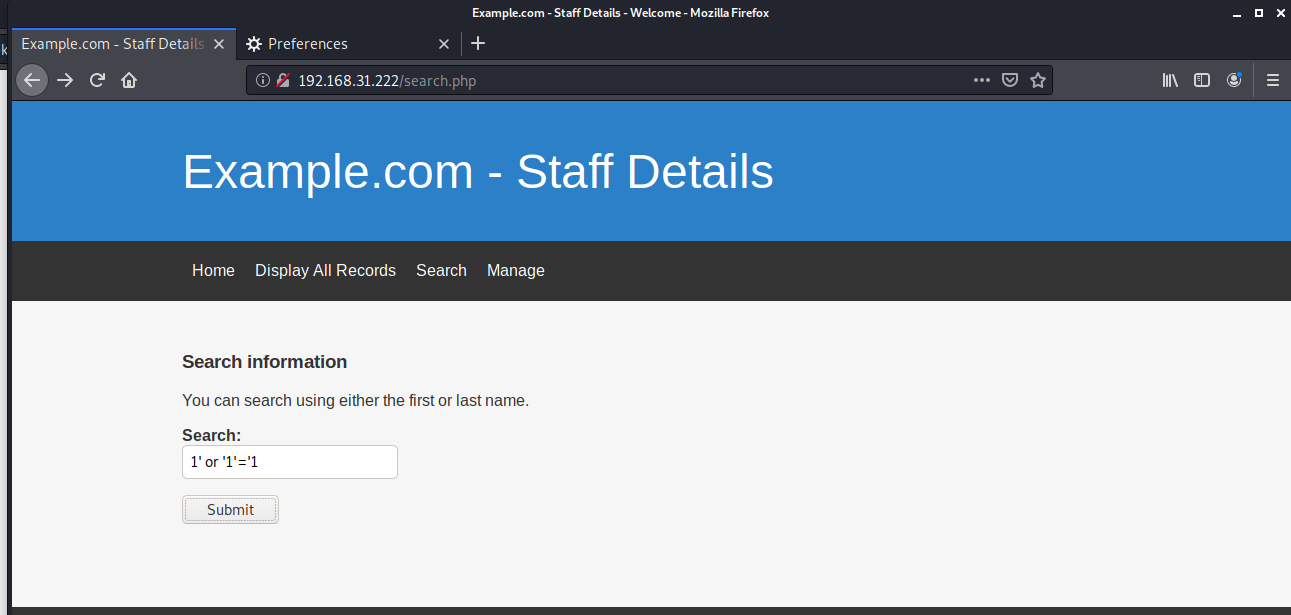 Example.com - Staff Details - Welcome - Mozilla Firefox
Example.com - Staff Details
Preferences
192.168.31.222/search.php
Example.com - Staff Details
Home Display All Records Search Manage
Search information
You can search using either the first or last name.
Search:
1' or '1'='1
Submit